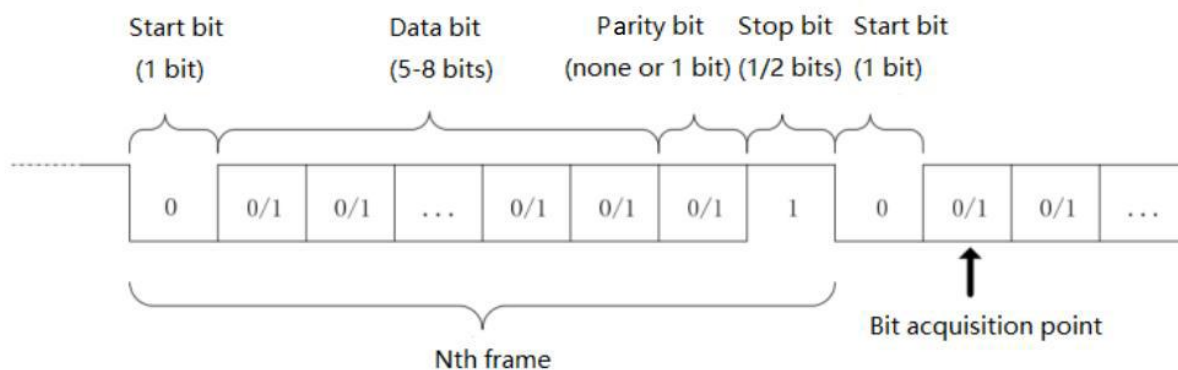 Start bit Data bit Parity bit Stop bit Start bit
(1 bit) (5-8 bits) (none or 1 bit) (1/2 bits) (1 bit)
0 0/1 0/1 ... 0/1 0/1 0/1 1 0 0/1 0/1 ...
Bit acquisition point
Nth frame